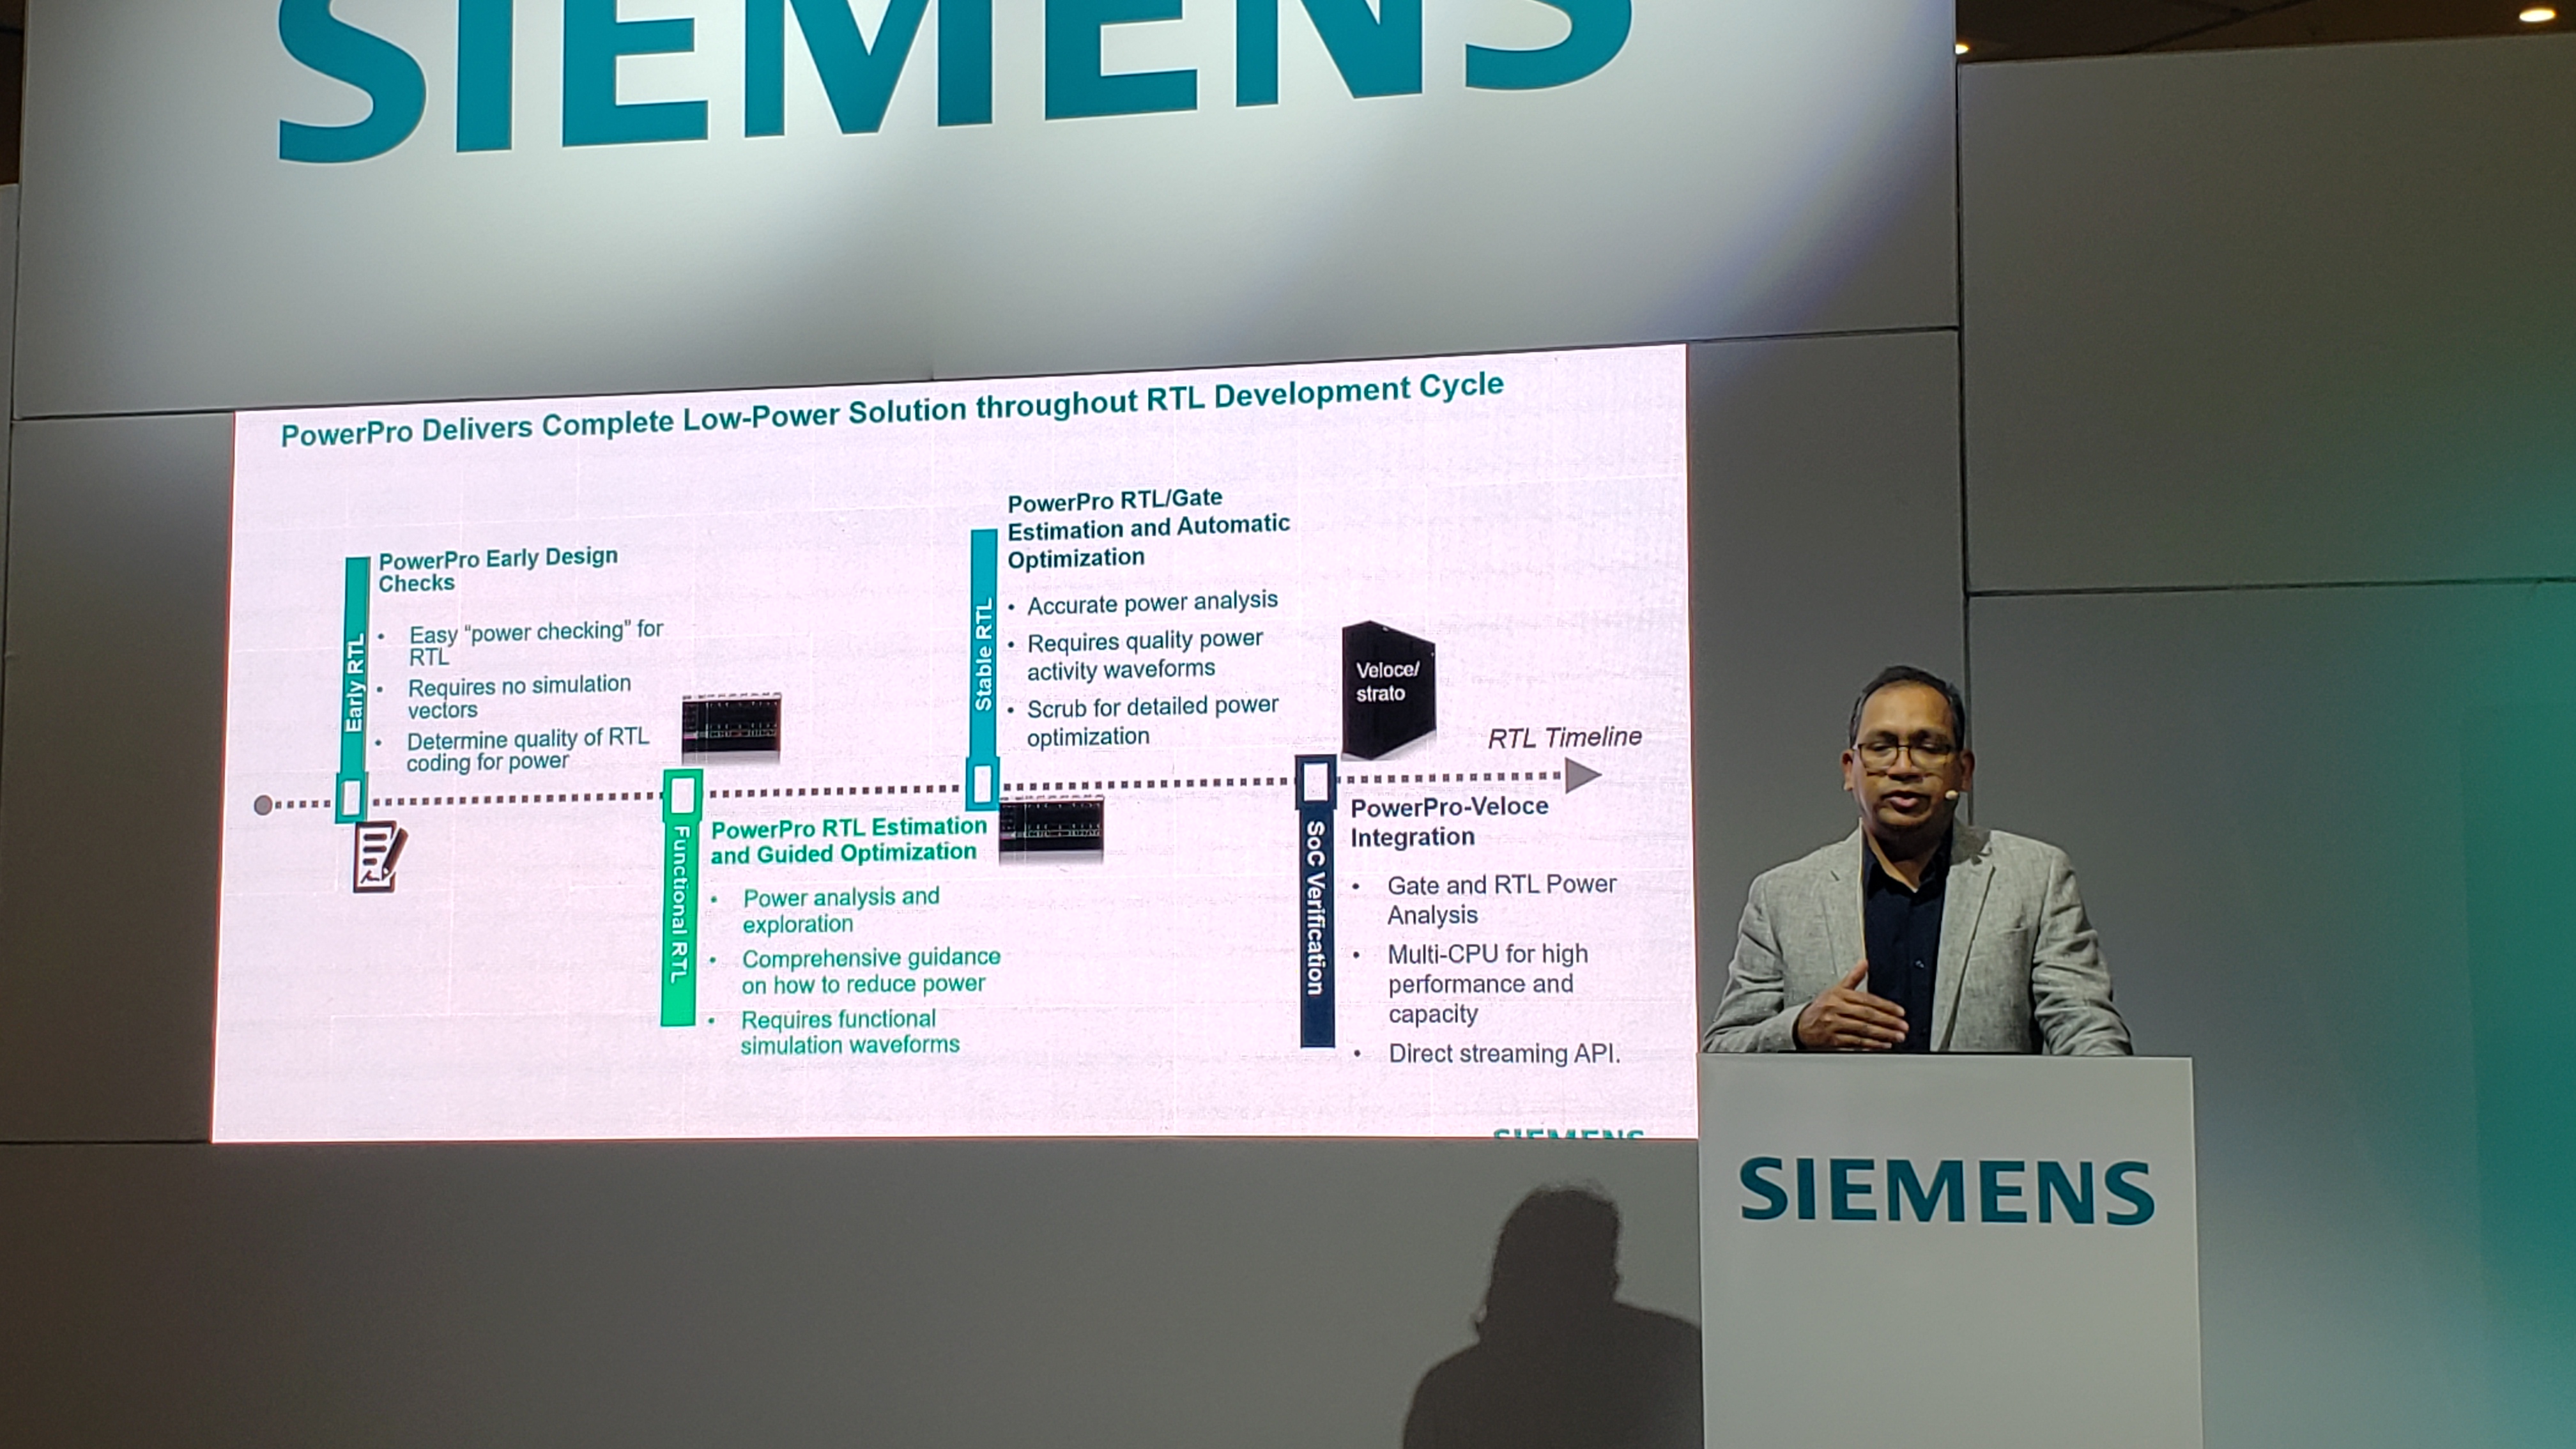 SIEMENS
PowerPro Delivers Complete Low-Power Solution throughout RTL Development Cycle
Early RTL
PowerPro Early Design
Checks
• Easy “power checking” for
RTL
• Requires no simulation
vectors
• Determine quality of RTL
coding for power
Functional RTL
PowerPro RTL Estimation
and Guided Optimization
• Power analysis and
exploration
• Comprehensive guidance
on how to reduce power
• Requires functional
simulation waveforms
Stable RTL
PowerPro RTL/Gate
Estimation and Automatic
Optimization
• Accurate power analysis
• Requires quality power
activity waveforms
• Scrub for detailed power
optimization
Veloce/
strato
RTL Timeline
SoC Verification
PowerPro-Veloce
Integration
• Gate and RTL Power
Analysis
• Multi-CPU for high
performance and
capacity
• Direct streaming API.
SIEMENS
SIEMENS